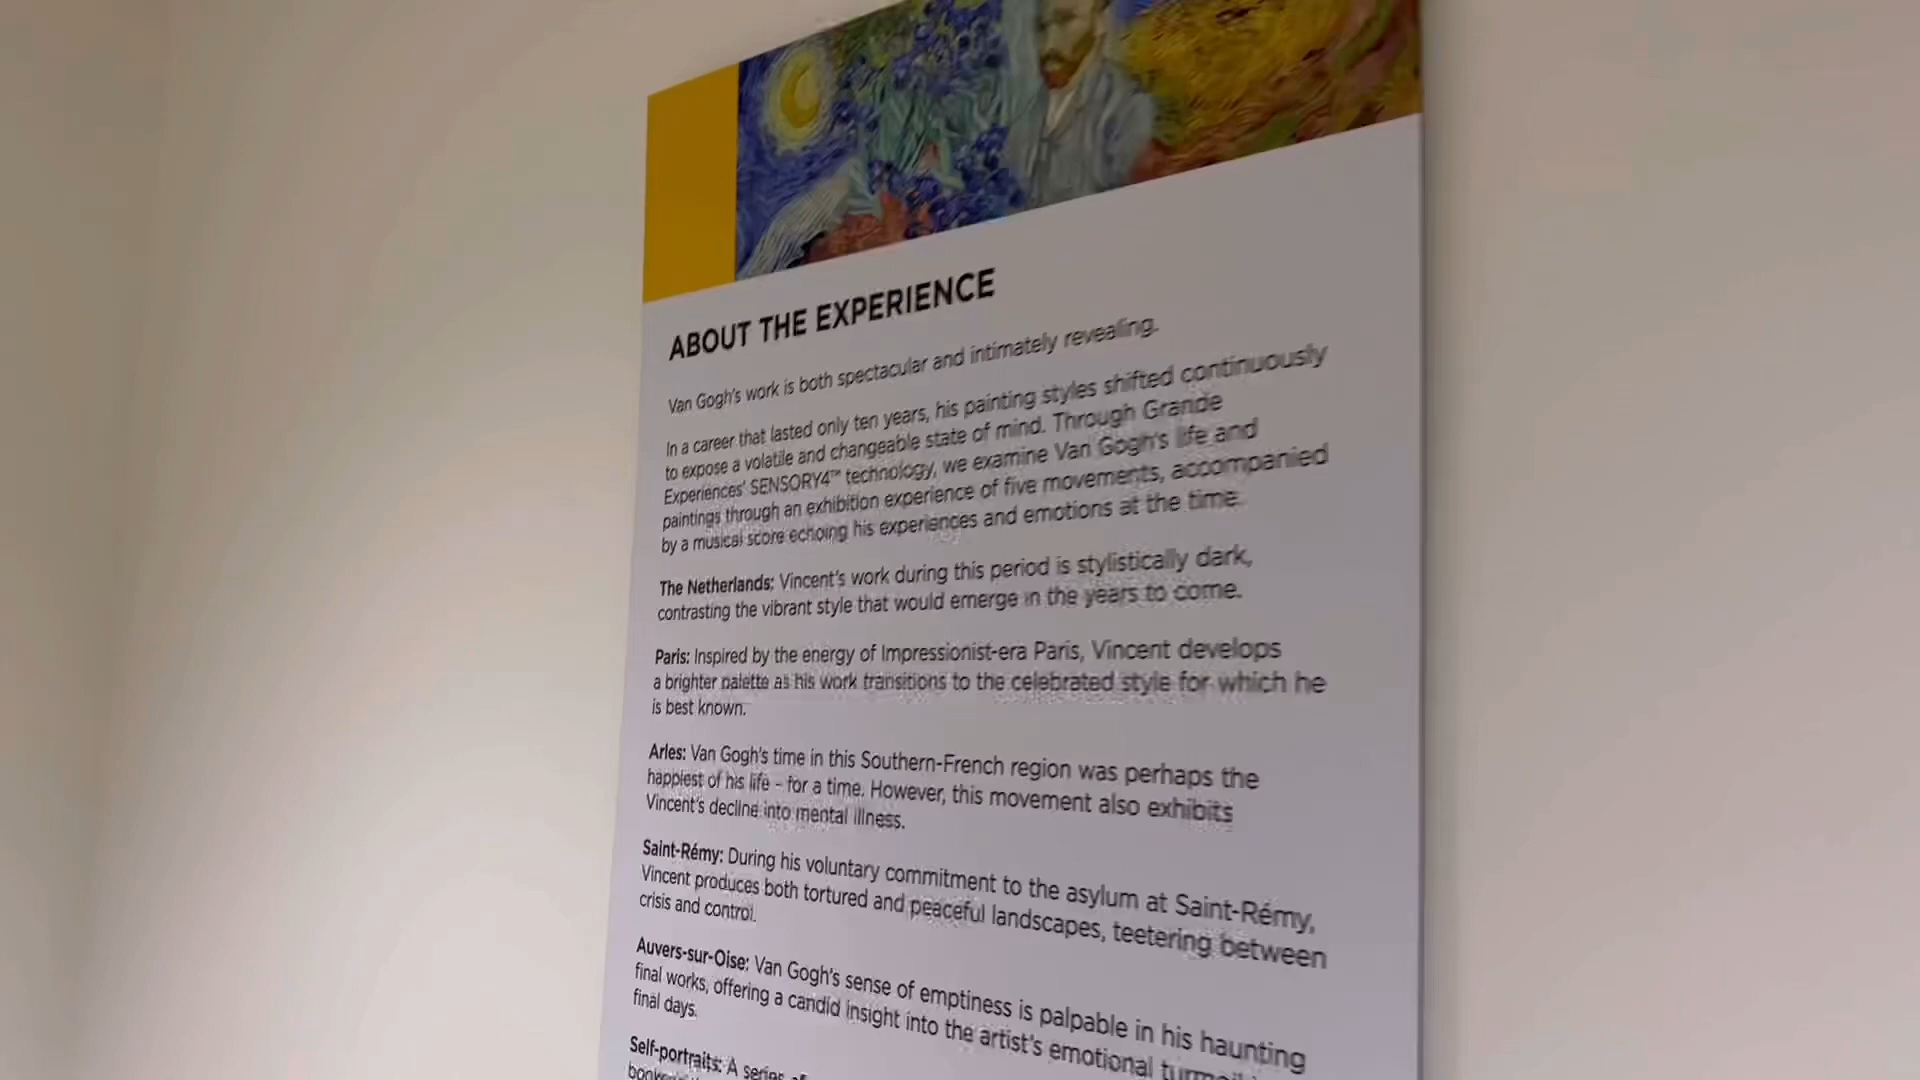 ABOUT THE EXPERIENCE
Van Gogh's work is both spectacular and intimately revealing.
In a career that lasted only ten years, his painting styles shifted continuously
to expose a volatile and changeable state of mind. Through Grande
Experiences' SENSORY4™ technology, we examine Van Gogh's life and
paintings through an exhibition experience of five movements, accompanied
by a musical score echoing his experiences and emotions at the time.
The Netherlands: Vincent's work during this period is stylistically dark,
contrasting the vibrant style that would emerge in the years to come.
Paris: Inspired by the energy of Impressionist-era Paris, Vincent develops
a brighter palette as his work transitions to the celebrated style for which he
is best known.
Arles: Van Gogh's time in this Southern-French region was perhaps the
happiest of his life – for a time. However, this movement also exhibits
Vincent's decline into mental illness.
Saint-Rémy: During his voluntary commitment to the asylum at Saint-Rémy,
Vincent produces both tortured and peaceful landscapes, teetering between
crisis and control.
Auvers-sur-Oise: Van Gogh's sense of emptiness is palpable in his haunting
final works, offering a candid insight into the artist's emotional
final days.
Self-portraits: A series of